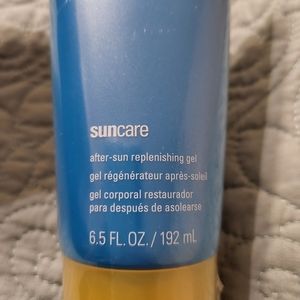 suncare
after-sun replenishing gel
gel régénérateur après-soleil
gel corporal restaurador
para después de asolearse
6.5 FL. OZ. / 192 mL